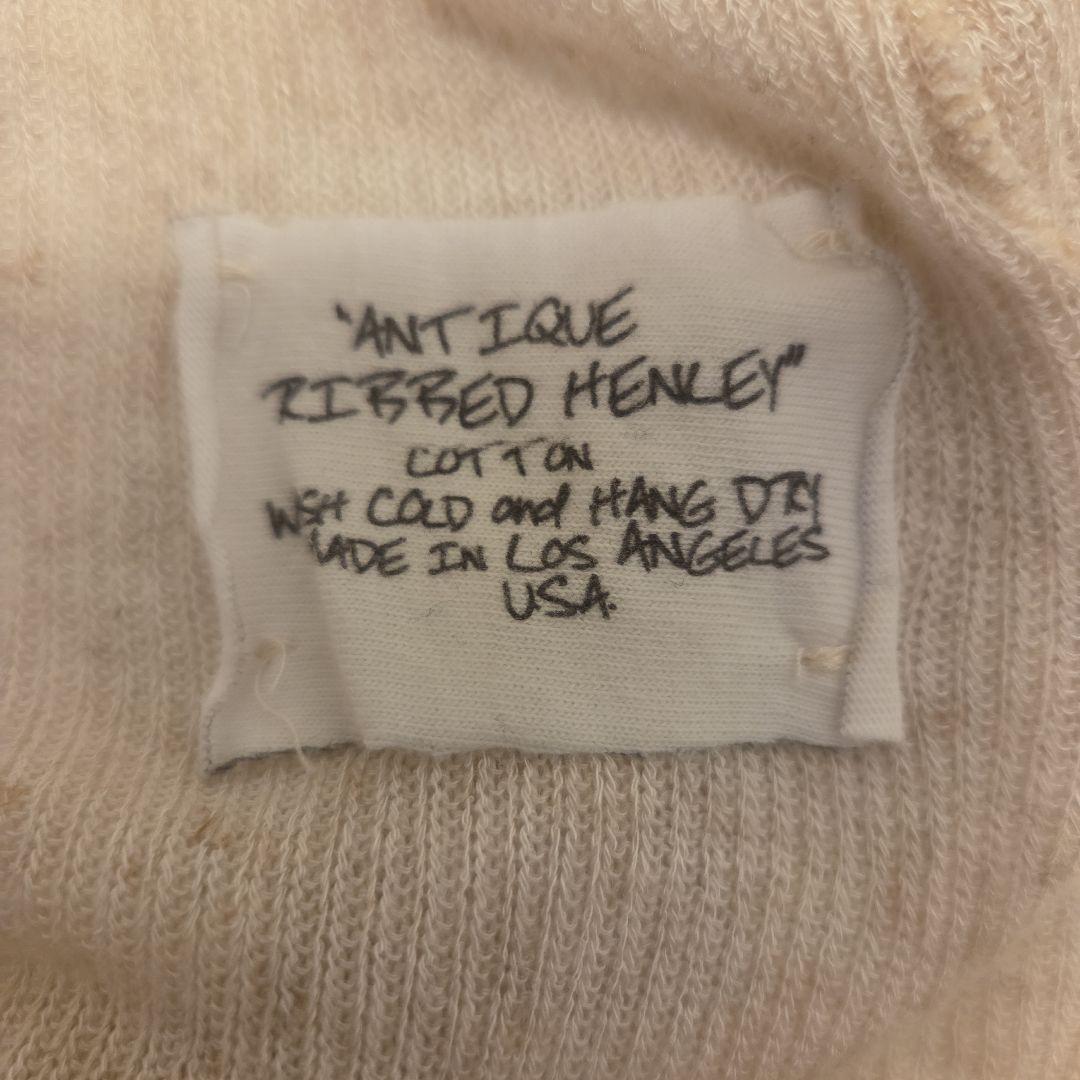 "ANTIQUE
RIBBED HENLEY"
COTTON
WSH COLD and HANG DRY
MADE IN LOS ANGELES
USA.